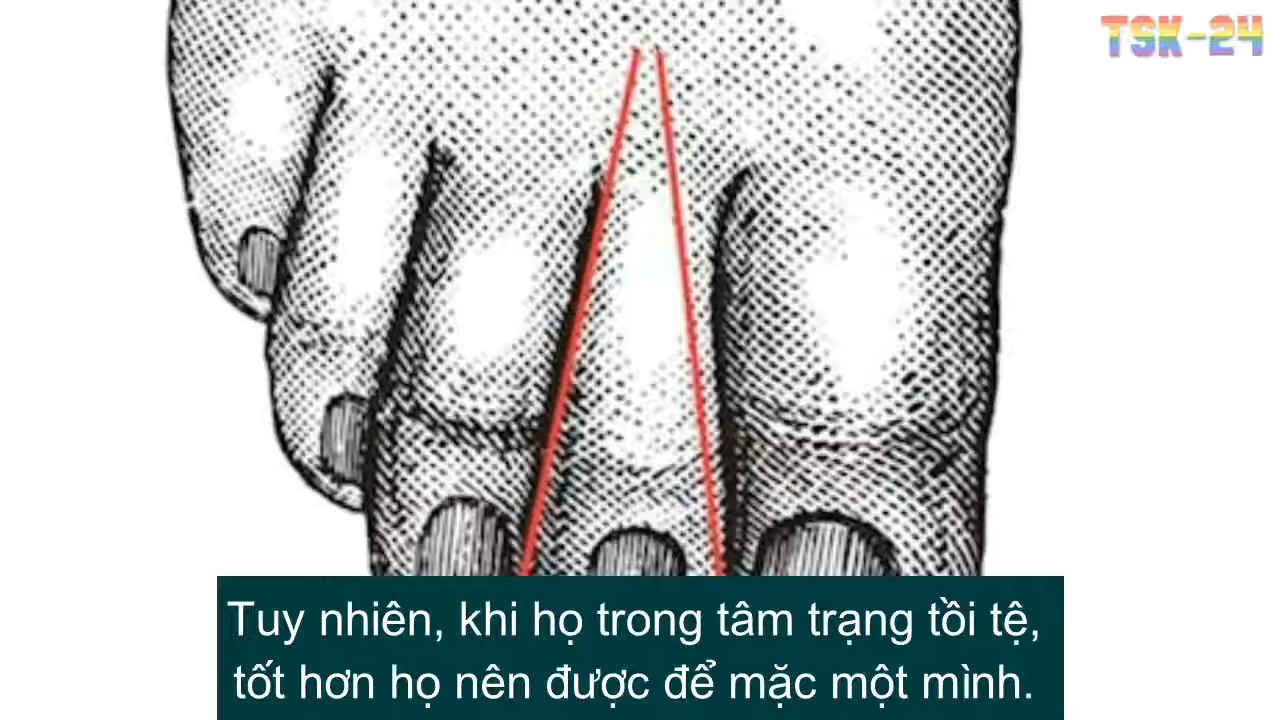 TSK-24
Tuy nhiên, khi họ trong tâm trạng tồi tệ,
tốt hơn họ nên được để mặc một mình.